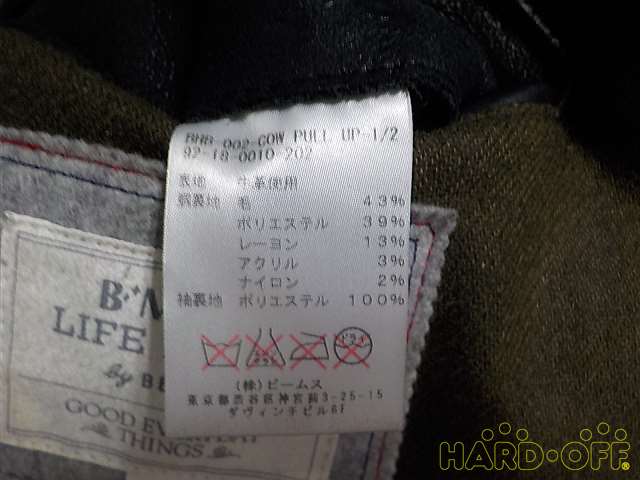 BHB-002-COW PULL UP-1/2
92-18-0010 202
表地 牛革使用
胴裏地 毛 43%
ポリエステル 39%
レーヨン 13%
アクリル 3%
ナイロン 2%
袖裏地 ポリエステル 100%
ドライ
(株)ビームス
東京都渋谷区神宮前3-25-15
ダヴィンチビル6F
LIFE
by
GOOD
THINGS
HARD・OFF